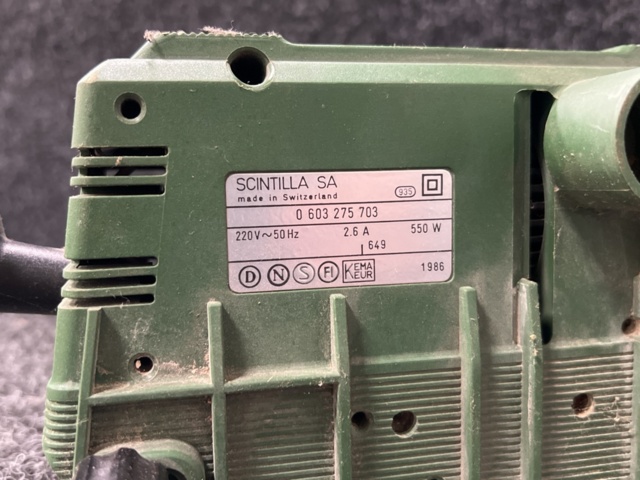 SCINTILLA SA
made in Switzerland
935
0 603 275 703
220V~50Hz 2.6 A 550 W
649
D N S FI KEMA KEUR 1986